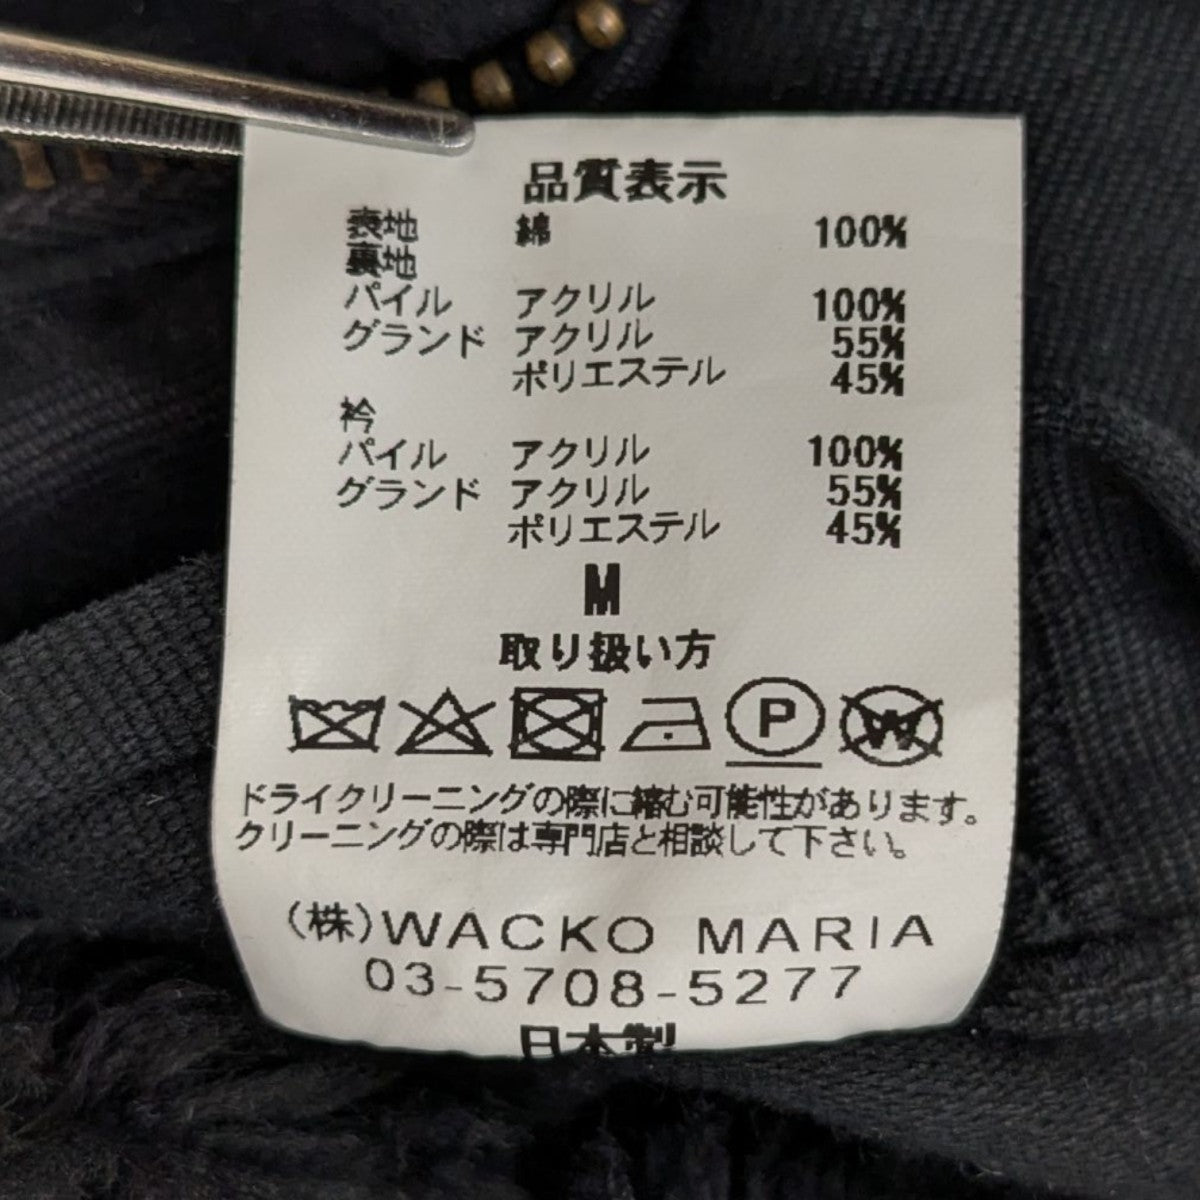 品質表示
表地 綿 100%
裏地
パイル アクリル 100%
グランド アクリル 55%
ポリエステル 45%
衿
パイル アクリル 100%
グランド アクリル 55%
ポリエステル 45%
M
取り扱い方
P W
ドライクリーニングの際に縮む可能性があります。
クリーニングの際は専門店と相談して下さい。
(株)WACKO MARIA
03-5708-5277
日本製